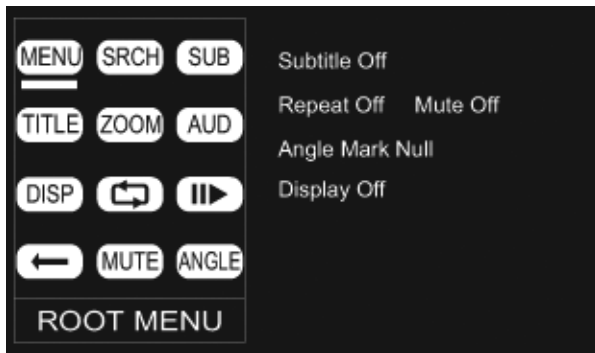 MENU SRCH SUB
TITLE ZOOM AUD
DISP
MUTE ANGLE
ROOT MENU
Subtitle Off
Repeat Off Mute Off
Angle Mark Null
Display Off